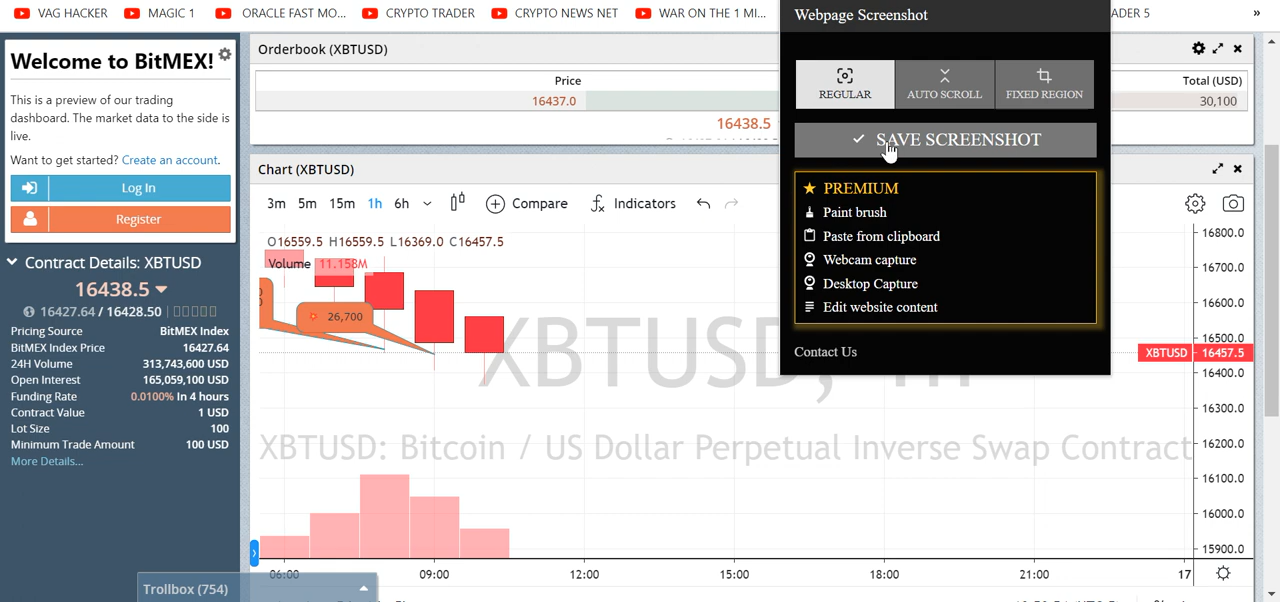 VAG HACKER
MAGIC 1
ORACLE FAST MO...
CRYPTO TRADER
CRYPTO NEWS NET
WAR ON THE 1 MI...
ADER 5
»
Welcome to BitMEX!
This is a preview of our trading
dashboard. The market data to the side is
live.
Want to get started? Create an account.
Log In
Register
Contract Details: XBTUSD
16438.5
16427.64 / 16428.50
Pricing Source BitMEX Index
BitMEX Index Price 16427.64
24H Volume 313,743,600 USD
Open Interest 165,059,100 USD
Funding Rate 0.0100% In 4 hours
Contract Value 1 USD
Lot Size 100
Minimum Trade Amount 100 USD
More Details...
Trollbox (754)
Orderbook (XBTUSD)
Price Total (USD)
16437.0 30,100
16438.5
Chart (XBTUSD)
3m 5m 15m 1h 6h Compare Indicators
O16559.5 H16559.5 L16369.0 C16457.5
Volume 11.158M
26,700
XBTUSD,
XBTUSD: Bitcoin / US Dollar Perpetual Inverse Swap Contract
16800.0
16700.0
16600.0
16500.0
XBTUSD 16457.5
16400.0
16300.0
16200.0
16100.0
16000.0
15900.0
06:00 09:00 12:00 15:00 18:00 21:00 17
Webpage Screenshot
REGULAR
AUTO SCROLL
FIXED REGION
SAVE SCREENSHOT
PREMIUM
Paint brush
Paste from clipboard
Webcam capture
Desktop Capture
Edit website content
Contact Us